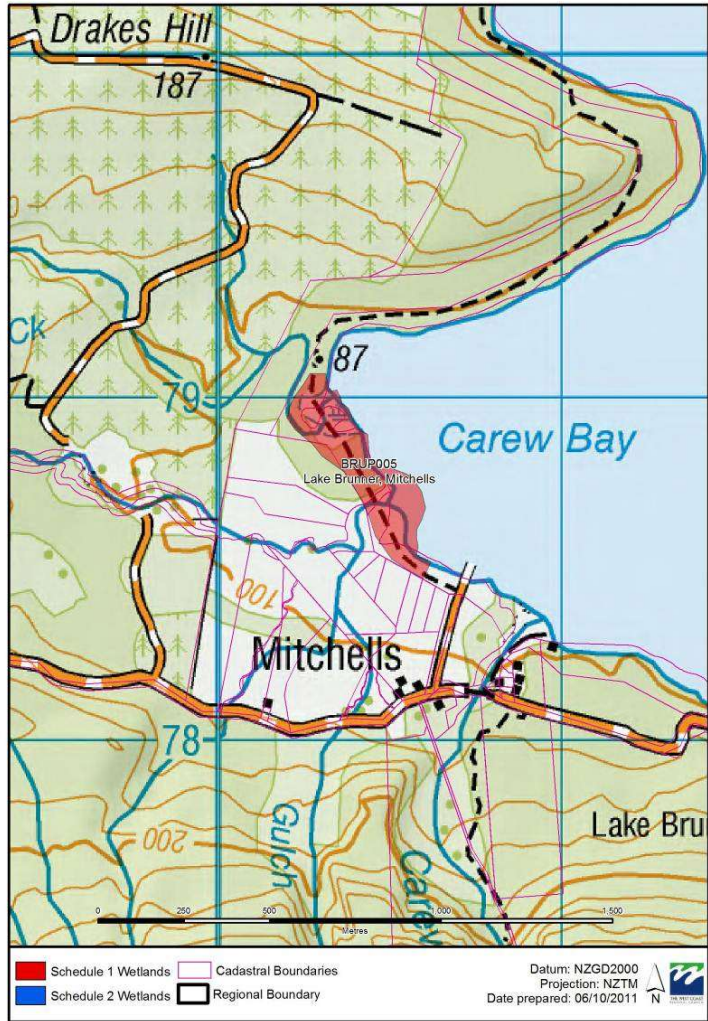 Drakes Hill
187
Ck
87
79
Carew Bay
BRUP005
Lake Brunner, Mitchells
100
Mitchells
78
Gulch
Carew
200
Lake Brun
0 250 500 1,000 1,500
Metres
Schedule 1 Wetlands
Schedule 2 Wetlands
Cadastral Boundaries
Regional Boundary
Datum: NZGD2000
Projection: NZTM
Date prepared: 06/10/2011
N